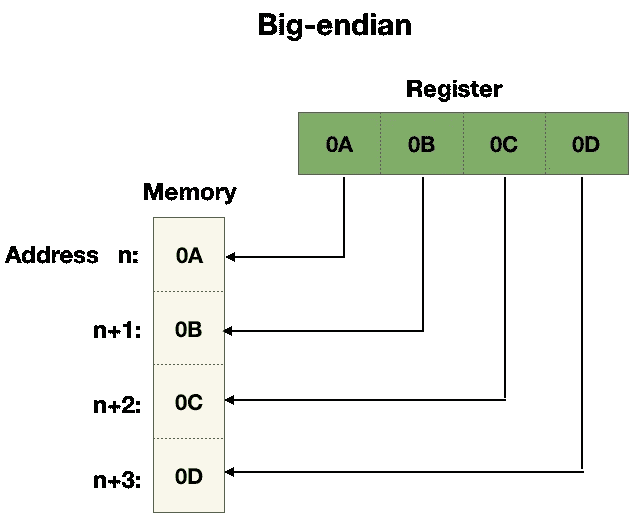 Big-endian
Register
0A 0B 0C 0D
Memory
Address n: 0A
n+1: 0B
n+2: 0C
n+3: 0D